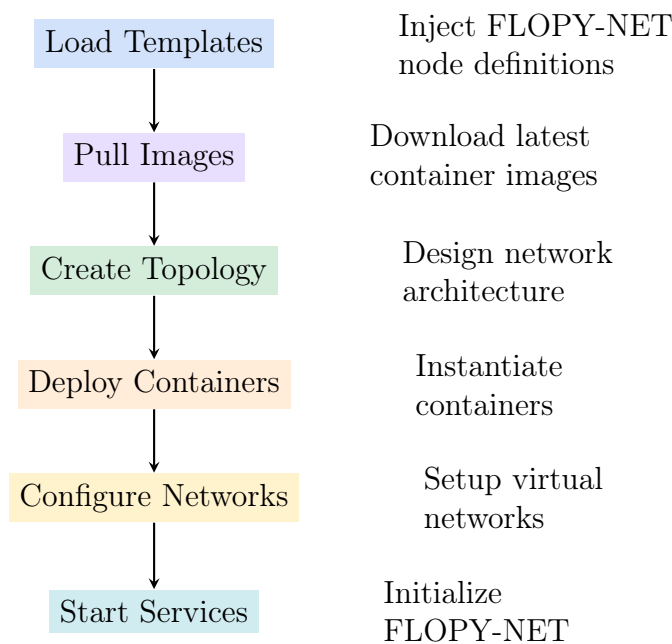 Load Templates
Inject FLOPY-NET
node definitions
Pull Images
Download latest
container images
Create Topology
Design network
architecture
Deploy Containers
Instantiate
containers
Configure Networks
Setup virtual
networks
Start Services
Initialize
FLOPY-NET